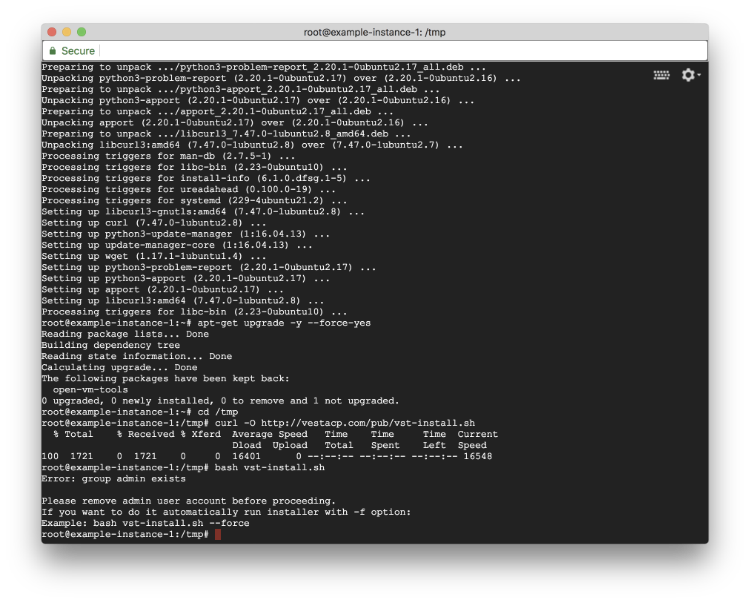 root@example-instance-1: /tmp
Secure
Preparing to unpack .../python3-problem-report_2.20.1-0ubuntu2.17_all.deb ...
Unpacking python3-problem-report (2.20.1-0ubuntu2.17) over (2.20.1-0ubuntu2.16) ...
Preparing to unpack .../python3-apport_2.20.1-0ubuntu2.17_all.deb ...
Unpacking python3-apport (2.20.1-0ubuntu2.17) over (2.20.1-0ubuntu2.16) ...
Preparing to unpack .../apport_2.20.1-0ubuntu2.17_all.deb ...
Unpacking apport (2.20.1-0ubuntu2.17) over (2.20.1-0ubuntu2.16) ...
Preparing to unpack .../libcurl3_7.47.0-1ubuntu2.8_amd64.deb ...
Unpacking libcurl3:amd64 (7.47.0-1ubuntu2.8) over (7.47.0-1ubuntu2.7) ...
Processing triggers for man-db (2.7.5-1) ...
Processing triggers for libc-bin (2.23-0ubuntu10) ...
Processing triggers for install-info (6.1.0.dfsg.1-5) ...
Processing triggers for ureadahead (0.100.0-19) ...
Processing triggers for systemd (229-4ubuntu21.2) ...
Setting up libcurl3-gnutls:amd64 (7.47.0-1ubuntu2.8) ...
Setting up curl (7.47.0-1ubuntu2.8) ...
Setting up python3-update-manager (1:16.04.13) ...
Setting up update-manager-core (1:16.04.13) ...
Setting up wget (1.17.1-1ubuntu1.4) ...
Setting up python3-problem-report (2.20.1-0ubuntu2.17) ...
Setting up python3-apport (2.20.1-0ubuntu2.17) ...
Setting up apport (2.20.1-0ubuntu2.17) ...
Setting up libcurl3:amd64 (7.47.0-1ubuntu2.8) ...
Processing triggers for libc-bin (2.23-0ubuntu10) ...
root@example-instance-1:~# apt-get upgrade -y --force-yes
Reading package lists... Done
Building dependency tree
Reading state information... Done
Calculating upgrade... Done
The following packages have been kept back:
  open-vm-tools
0 upgraded, 0 newly installed, 0 to remove and 1 not upgraded.
root@example-instance-1:~# cd /tmp
root@example-instance-1:/tmp# curl -O http://vestacp.com/pub/vst-install.sh
  % Total    % Received % Xferd  Average Speed   Time    Time     Time  Current
                                 Dload  Upload   Total   Spent    Left  Speed
100  1721    0  1721    0     0  16401      0 --:--:-- --:--:-- --:--:-- 16548
root@example-instance-1:/tmp# bash vst-install.sh
Error: group admin exists

Please remove admin user account before proceeding.
If you want to do it automatically run installer with -f option:
Example: bash vst-install.sh --force
root@example-instance-1:/tmp#